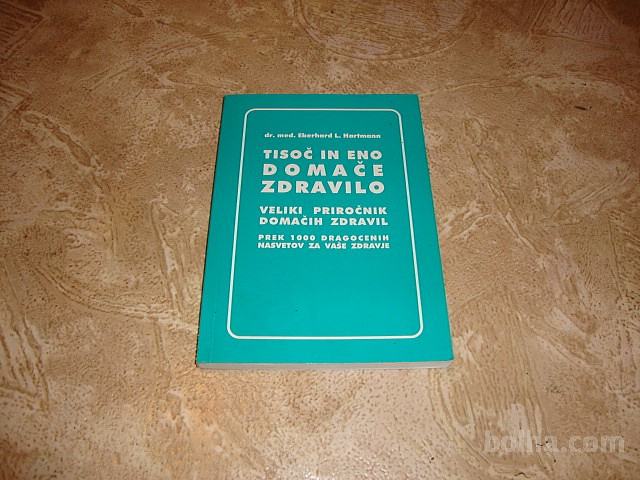 dr. med. Ekerhard L. Hartmann
TISOČ IN ENO
DOMAČE
ZDRAVILO
VELIKI PRIROČNIK
DOMAČIH ZDRAVIL
PREK 1000 DRAGOCENIH
NASVETOV ZA VAŠE ZDRAVJE
bolha.com